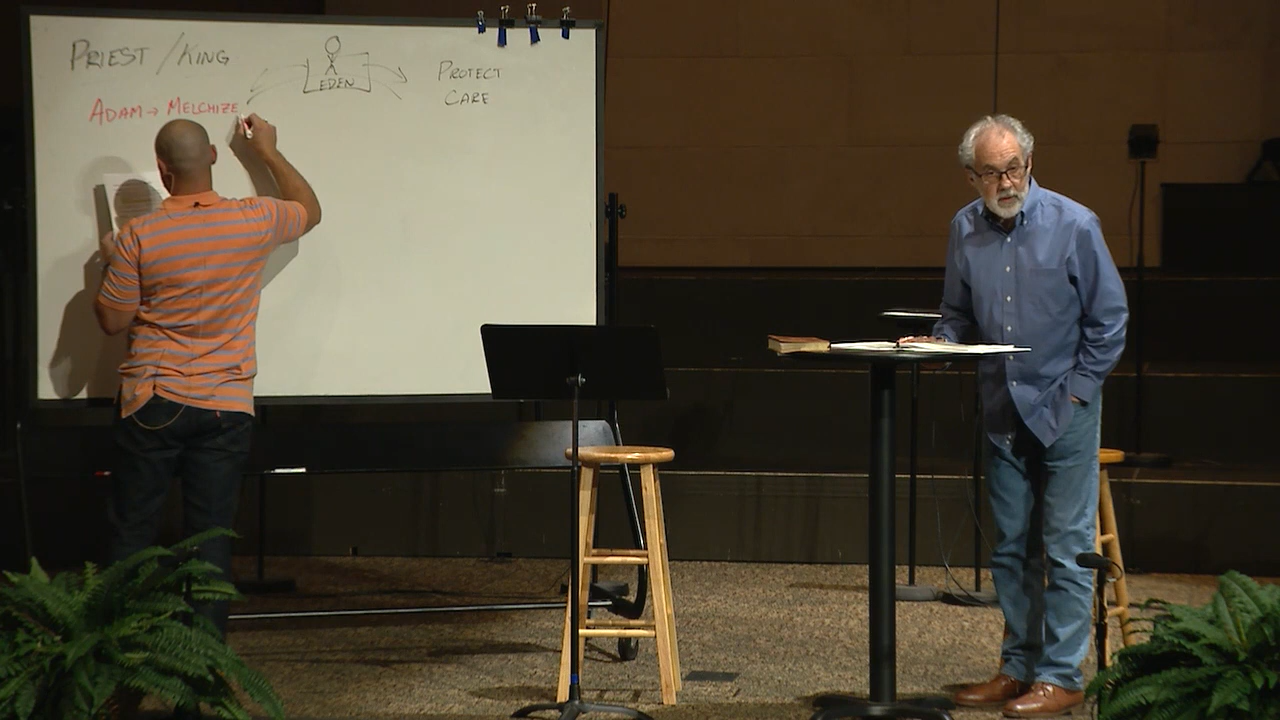 PRIEST / KING
EDEN
PROTECT
CARE
ADAM → MELCHIZE